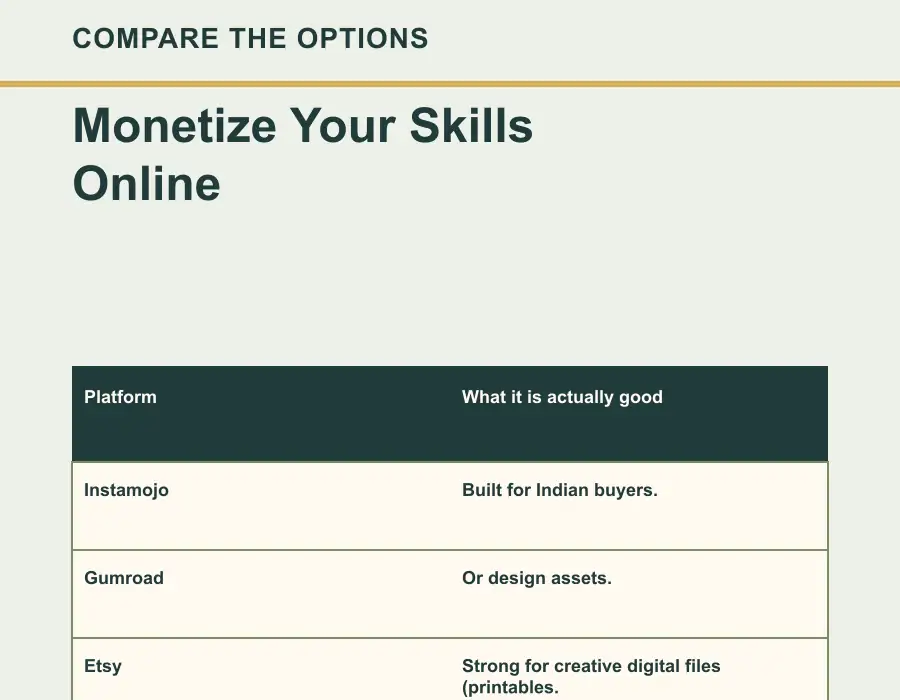 COMPARE THE OPTIONS
Monetize Your Skills
Online
Platform
What it is actually good
Instamojo
Built for Indian buyers.
Gumroad
Or design assets.
Etsy
Strong for creative digital files
(printables.